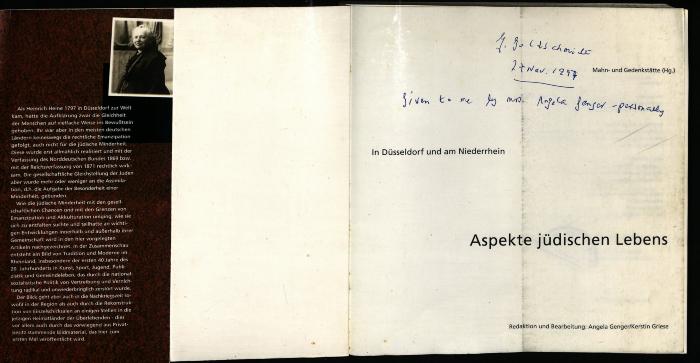 Als Heinrich Heine 1797 in Düsseldorf zur Welt
kam, hatte die Aufklärung zwar die Gleichheit
der Menschen auf vielfache Weise im Bewußtsein
gehoben. Ihr war aber in den meisten deutschen
Ländern keineswegs die rechtliche Emanzipation
gefolgt, auch nicht für die jüdische Minderheit.
Diese wurde erst allmählich realisiert und mit der
Verfassung des Norddeutschen Bundes 1869 bzw.
mit der Reichsverfassung von 1871 rechtlich wirk-
sam. Die gesellschaftliche Gleichstellung der Juden
aber wurde mehr oder weniger an die Assimila-
tion, d.h. die Aufgabe der Besonderheit einer
Minderheit, gebunden.
Wie die jüdische Minderheit mit den gesell-
schaftlichen Chancen und mit den Grenzen von
Emanzipation und Akkulturation umging, wie sie
sich zu entfalten suchte und teilhatte an wichti-
gen Entwicklungen innerhalb und außerhalb ihrer
Gemeinschaft wird in den hier vorgelegten
Artikeln nachgezeichnet. In der Zusammenschau
entsteht ein Bild von Tradition und Moderne im
Rheinland, insbesondere der ersten 40 Jahre des
20. Jahrhunderts in Kunst, Sport, Jugend, Publi-
zistik und Gemeindeleben, das durch die national-
sozialistische Politik von Vertreibung und Vernich-
tung radikal und unwiederbringlich zerstört wurde.
Der Blick geht aber auch in die Nachkriegszeit so-
wohl in der Region als auch durch die Rekonstruk-
tion von Einzelschicksalen an einigen Stellen in die
jetzigen Heimatländer der Überlebenden - dies
vor allem auch durch das vorwiegend aus Privat-
besitz stammende Bildmaterial, das hier zum
ersten Mal veröffentlicht wird.
Goldschmidt
27 Nov. 1997
Mahn- und Gedenkstätte (Hg.)
given to me by mrs. Angela Genger - personally
In Düsseldorf und am Niederrhein
Aspekte jüdischen Lebens
Redaktion und Bearbeitung: Angela Genger/Kerstin Griese